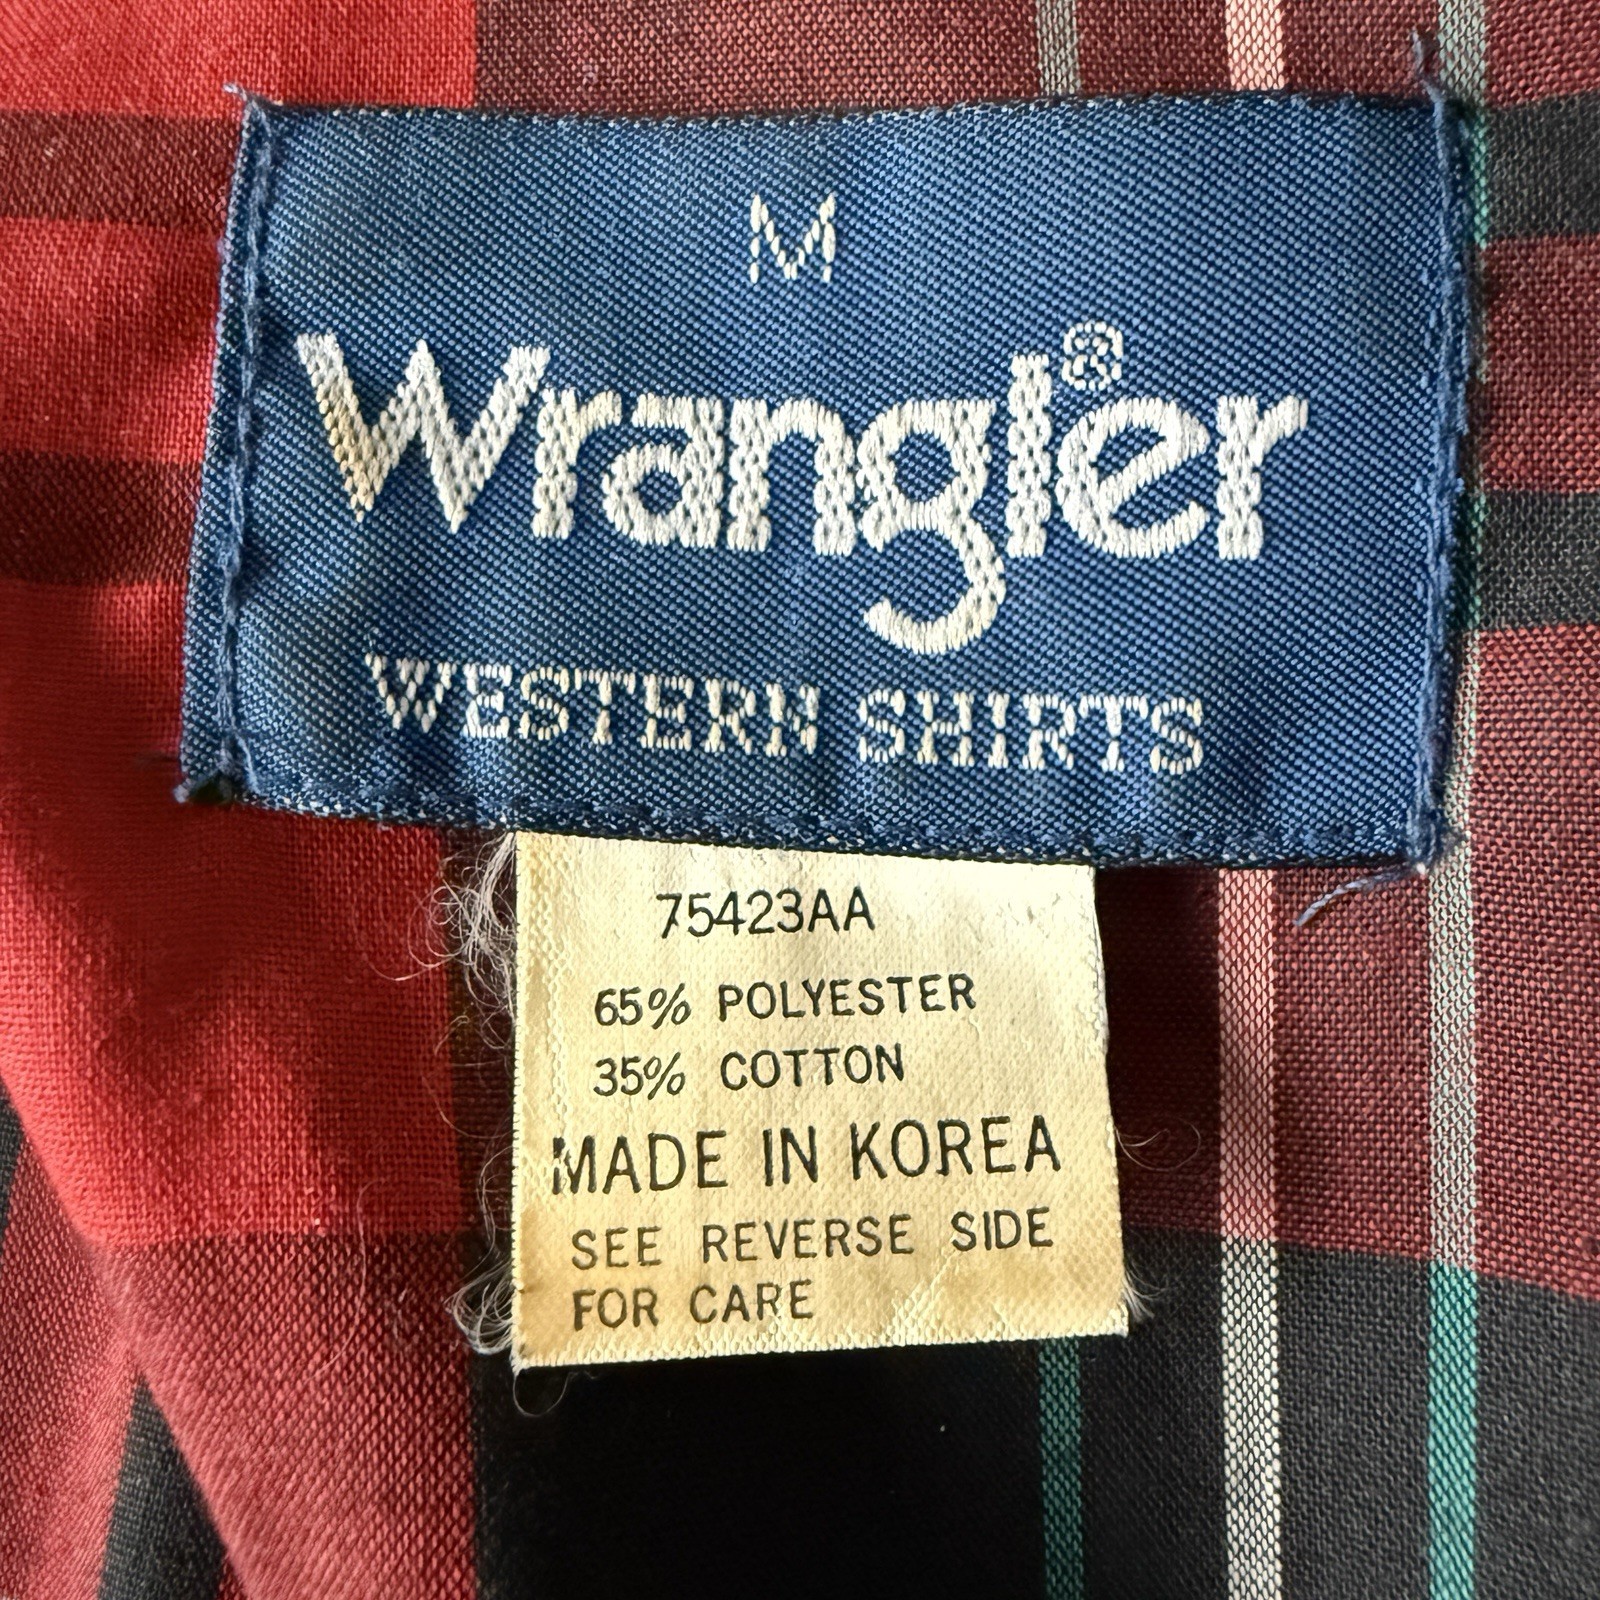 M
Wrangler®
WESTERN SHIRTS
75423AA
65% POLYESTER
35% COTTON
MADE IN KOREA
SEE REVERSE SIDE
FOR CARE